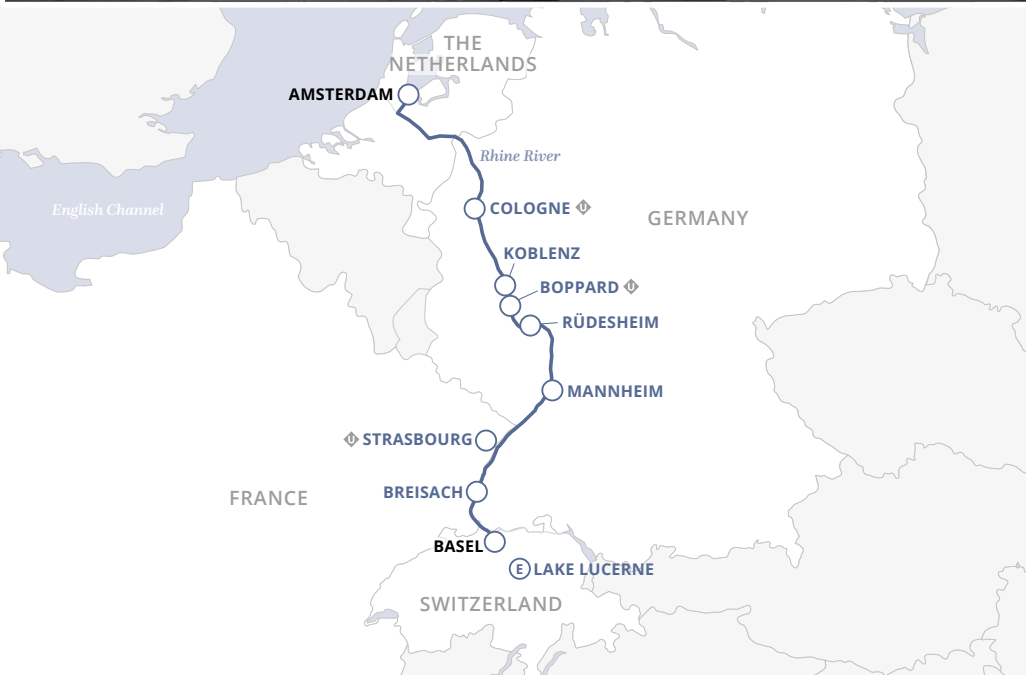 THE
NETHERLANDS
AMSTERDAM
Rhine River
English Channel
COLOGNE U
GERMANY
KOBLENZ
BOPPARD U
RÜDESHEIM
MANNHEIM
U STRASBOURG
BREISACH
FRANCE
BASEL
E LAKE LUCERNE
SWITZERLAND